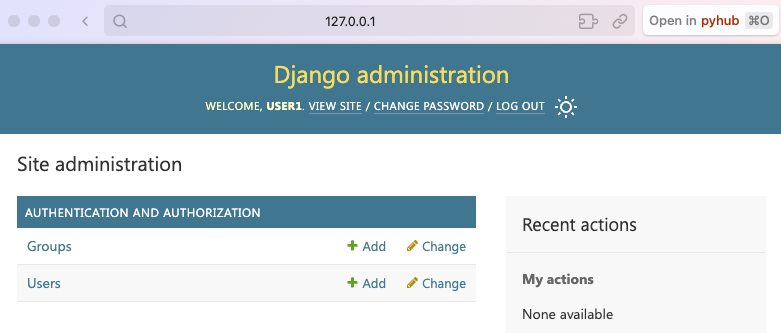 127.0.0.1
Open in pyhub ⌘O
Django administration
WELCOME, USER1. VIEW SITE / CHANGE PASSWORD / LOG OUT
Site administration
AUTHENTICATION AND AUTHORIZATION
Groups Add Change
Users Add Change
Recent actions
My actions
None available